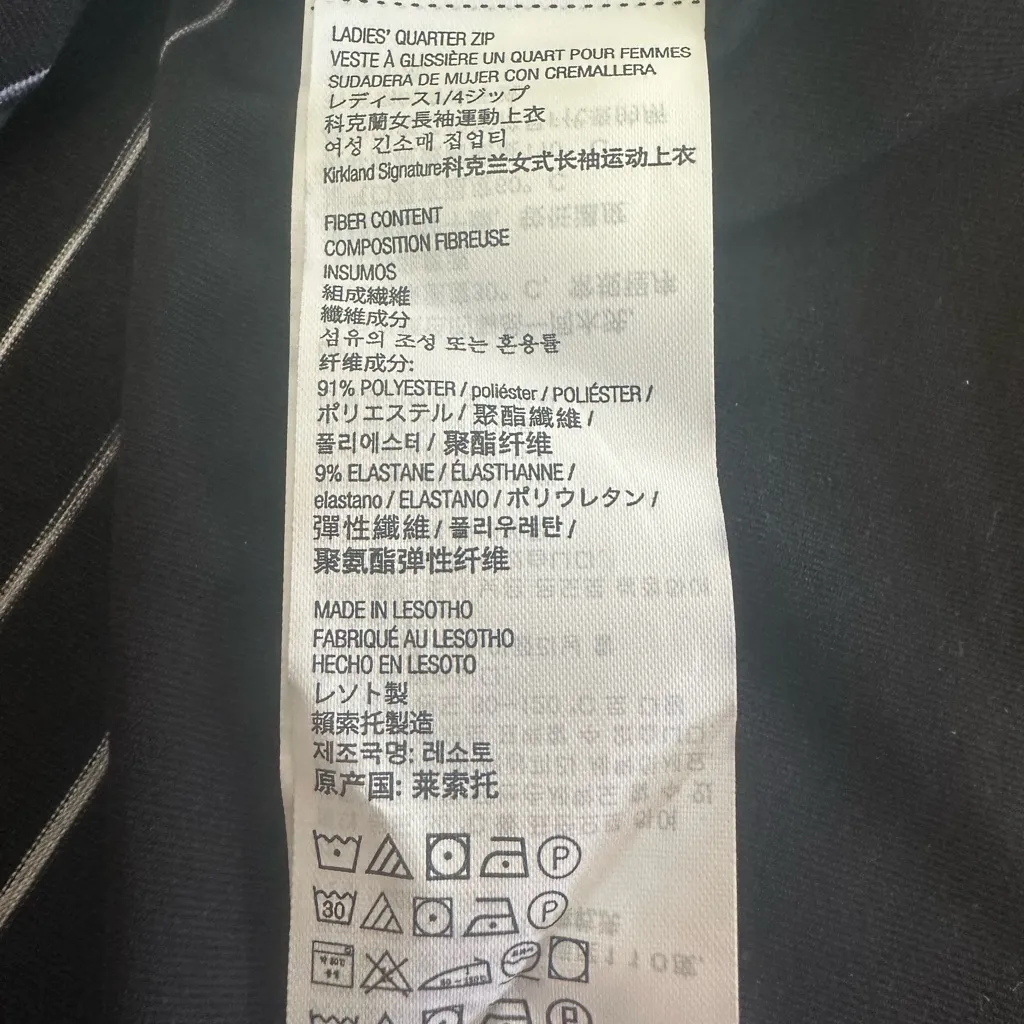 LADIES' QUARTER ZIP
VESTE À GLISSIÈRE UN QUART POUR FEMMES
SUDADERA DE MUJER CON CREMALLERA
レディース1/4ジップ
科克蘭女長袖運動上衣
여성 긴소매 집업티
Kirkland Signature科克兰女式长袖运动上衣
FIBER CONTENT
COMPOSITION FIBREUSE
INSUMOS
組成繊維
纖維成分
섬유의 조성 또는 혼용률
纤维成分:
91% POLYESTER / poliéster / POLIÉSTER /
ポリエステル / 聚酯纖維 /
폴리에스터 / 聚酯纤维
9% ELASTANE / ÉLASTHANNE /
elastano / ELASTANO / ポリウレタン /
彈性纖維 / 폴리우레탄 /
聚氨酯弹性纤维
MADE IN LESOTHO
FABRIQUÉ AU LESOTHO
HECHO EN LESOTO
レソト製
賴索托製造
제조국명: 레소토
原产国: 莱索托
P
30 P